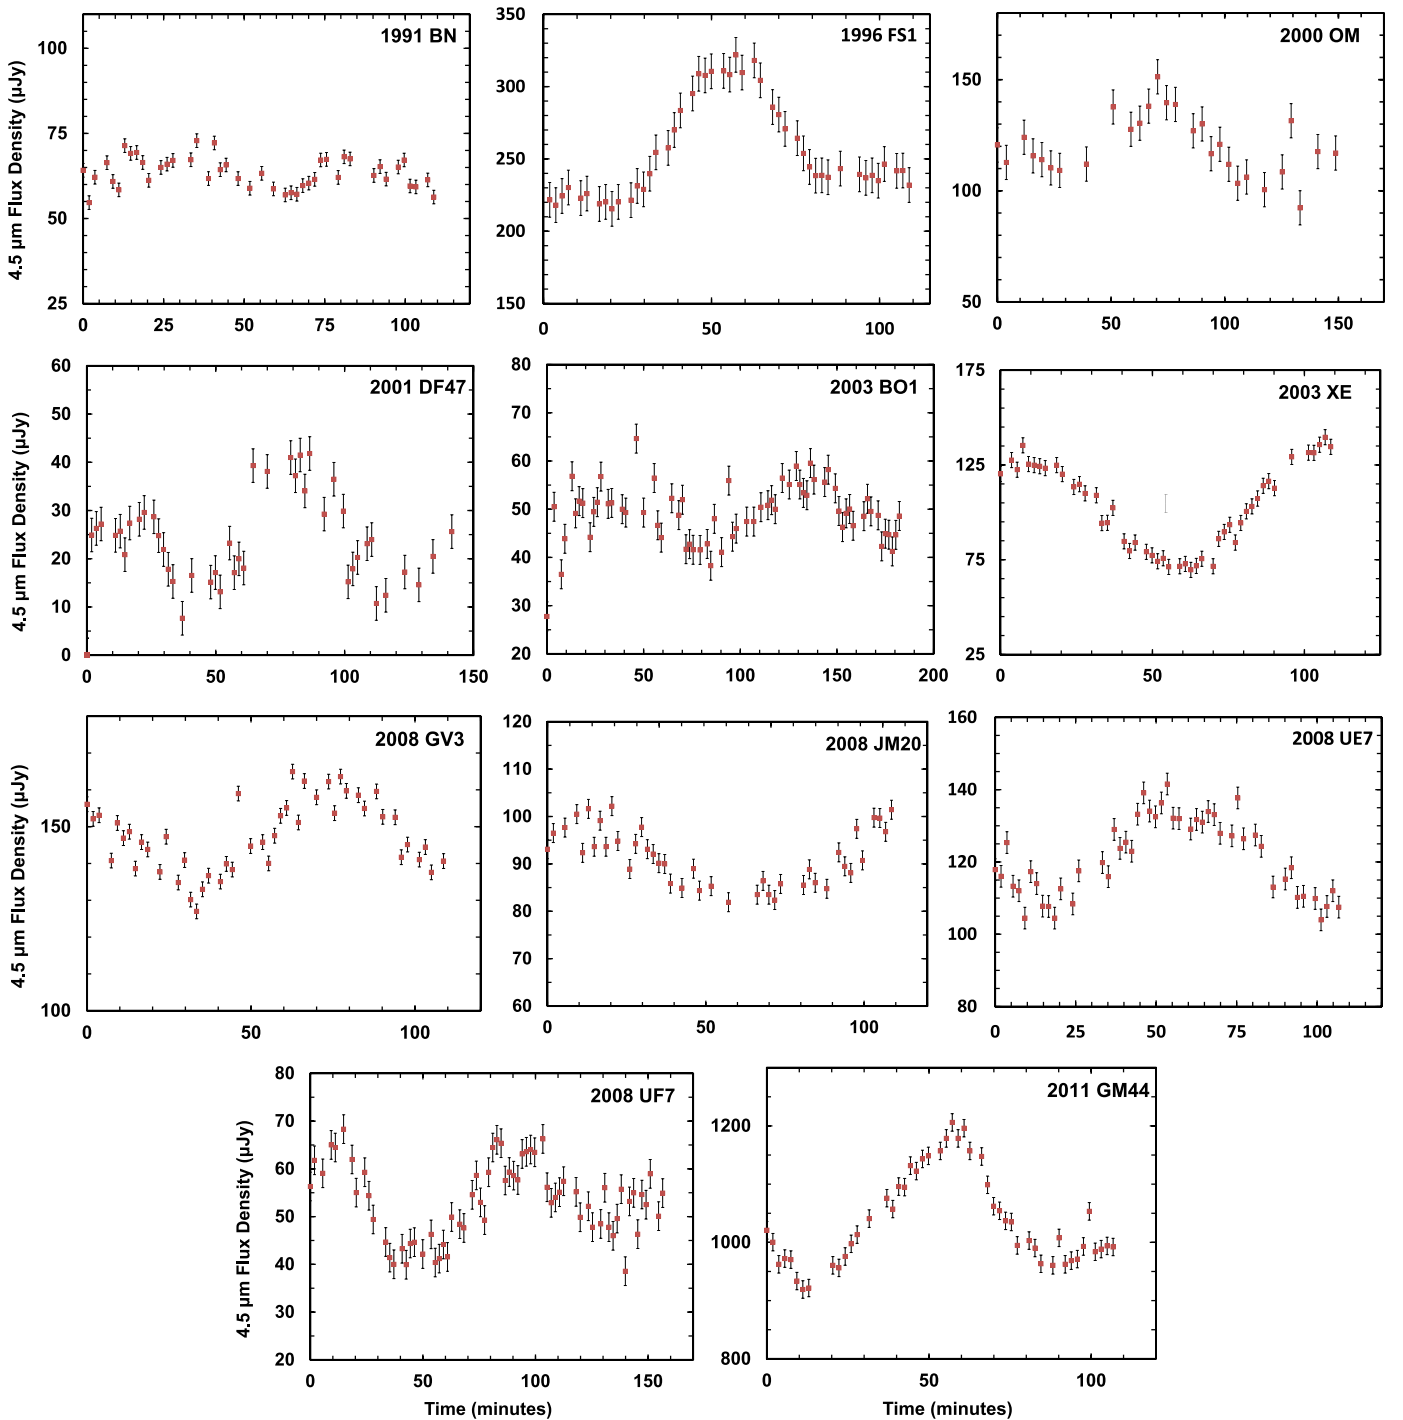 1991 BN
4.5 µm Flux Density (µJy)
100
75
50
25
0 25 50 75 100
1996 FS1
350
300
250
200
150
0 50 100
2000 OM
150
100
50
0 50 100 150
2001 DF47
4.5 µm Flux Density (µJy)
60
50
40
30
20
10
0
0 50 100 150
2003 BO1
80
70
60
50
40
30
20
0 50 100 150 200
2003 XE
175
125
75
25
0 50 100
2008 GV3
4.5 µm Flux Density (µJy)
150
100
0 50 100
2008 JM20
120
110
100
90
80
70
60
0 50 100
2008 UE7
160
140
120
100
80
0 25 50 75 100
2008 UF7
4.5 µm Flux Density (µJy)
80
70
60
50
40
30
20
0 50 100 150
Time (minutes)
2011 GM44
1200
1000
800
0 50 100
Time (minutes)